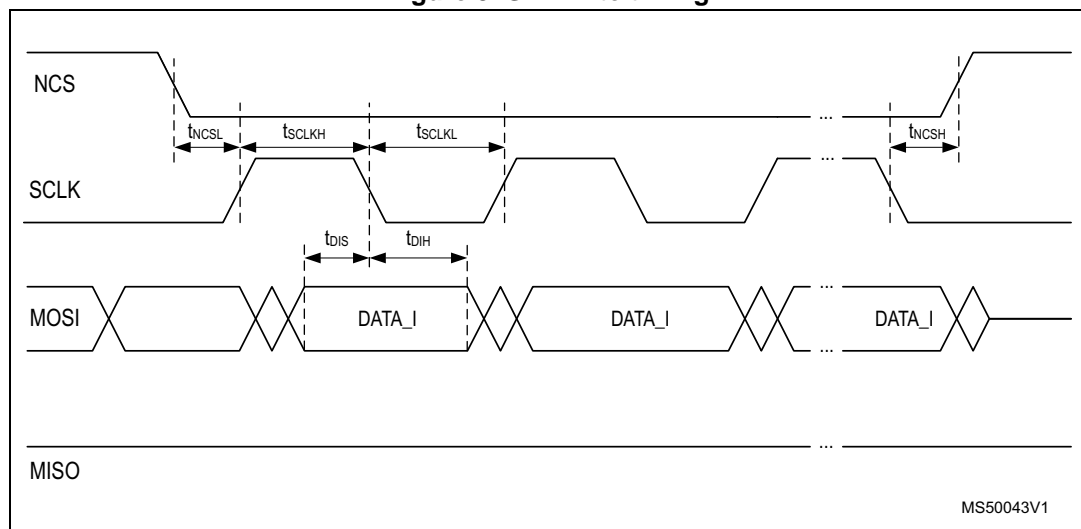 NCS
tNCSL
tSCLKH
tSCLKL
...
tNCSH
SCLK
...
tDIS
tDIH
...
MOSI
DATA_I
DATA_I
DATA_I
...
...
MISO
MS50043V1